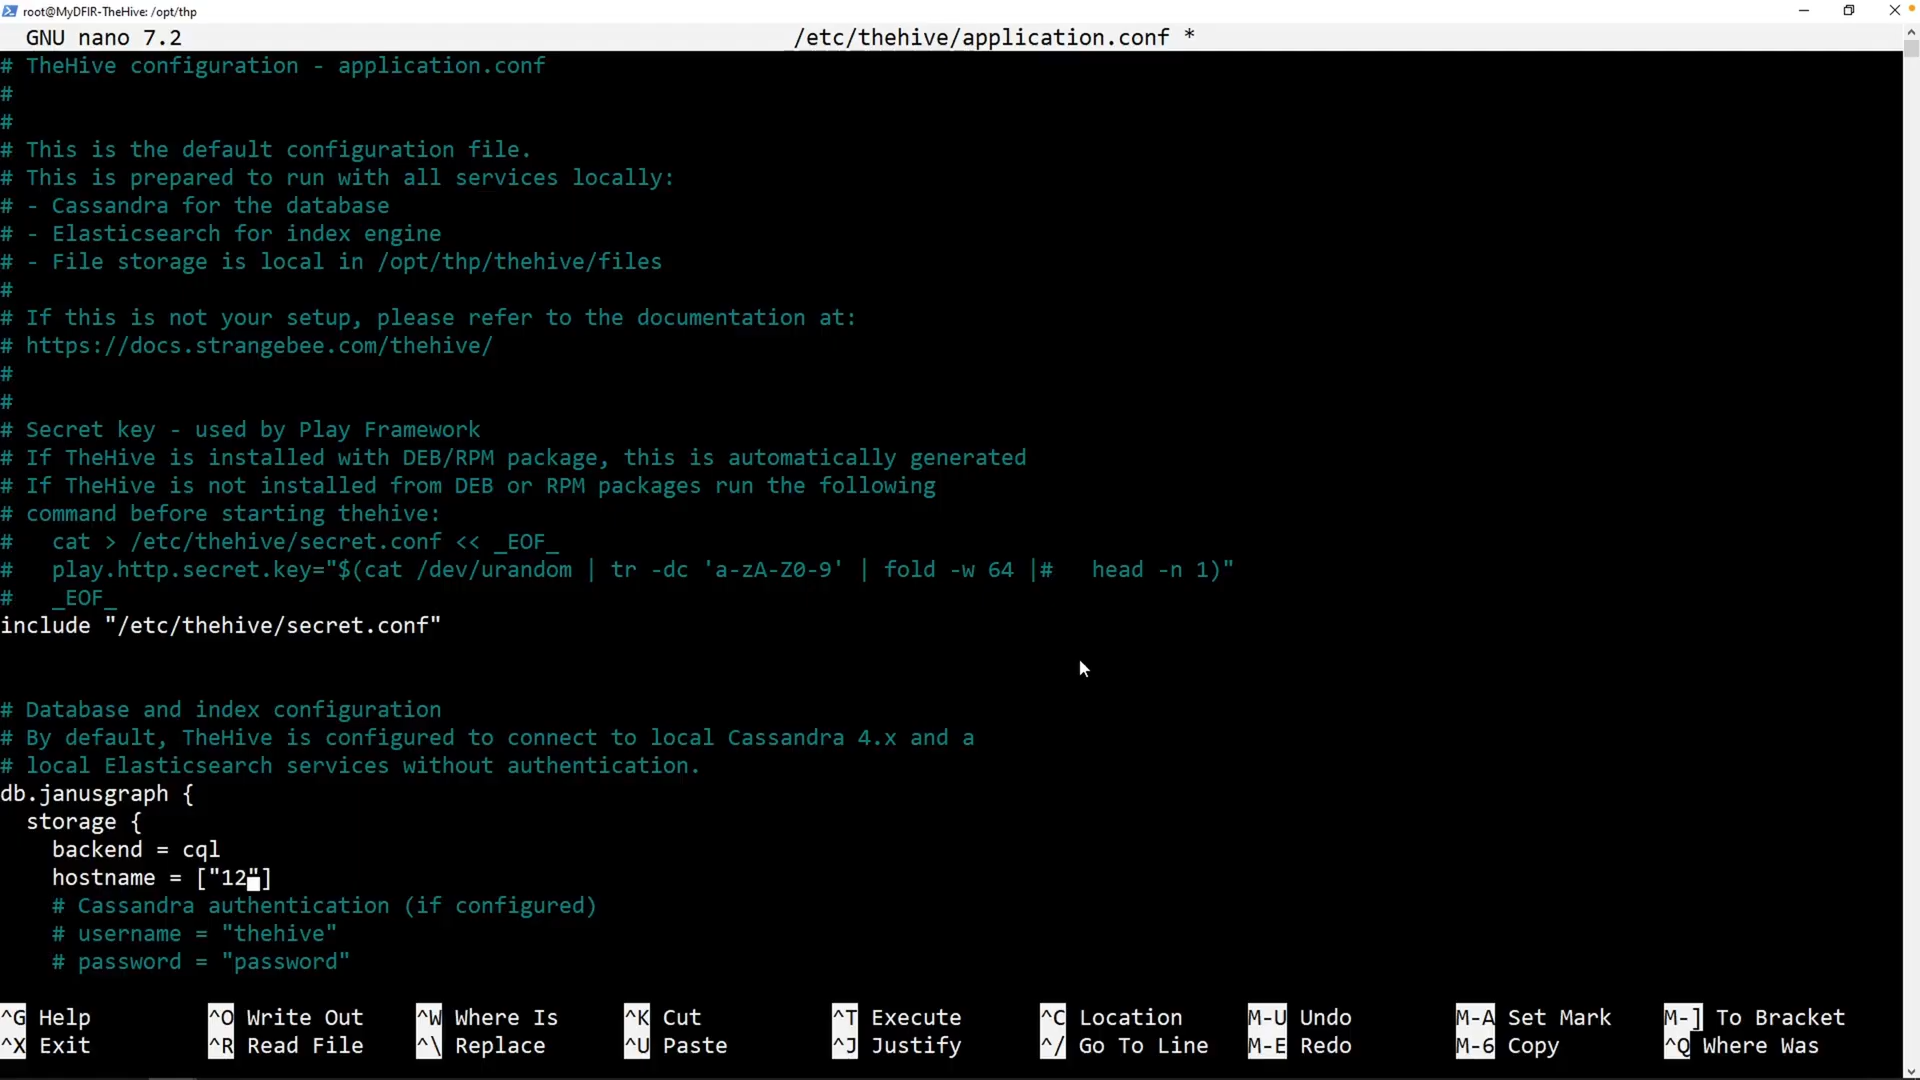 root@MyDFIR-TheHive: /opt/thp
GNU nano 7.2 /etc/thehive/application.conf *
# TheHive configuration - application.conf
#
#
# This is the default configuration file.
# This is prepared to run with all services locally:
# - Cassandra for the database
# - Elasticsearch for index engine
# - File storage is local in /opt/thp/thehive/files
#
# If this is not your setup, please refer to the documentation at:
# https://docs.strangebee.com/thehive/
#
#
# Secret key - used by Play Framework
# If TheHive is installed with DEB/RPM package, this is automatically generated
# If TheHive is not installed from DEB or RPM packages run the following
# command before starting thehive:
#   cat > /etc/thehive/secret.conf << _EOF_
#   play.http.secret.key="$(cat /dev/urandom | tr -dc 'a-zA-Z0-9' | fold -w 64 |#   head -n 1)"
#   _EOF_
include "/etc/thehive/secret.conf"
# Database and index configuration
# By default, TheHive is configured to connect to local Cassandra 4.x and a
# local Elasticsearch services without authentication.
db.janusgraph {
  storage {
    backend = cql
    hostname = ["12"]
    # Cassandra authentication (if configured)
    # username = "thehive"
    # password = "password"
^G Help ^O Write Out ^W Where Is ^K Cut ^T Execute ^C Location M-U Undo M-A Set Mark M-] To Bracket
^X Exit ^R Read File ^\ Replace ^U Paste ^J Justify ^/ Go To Line M-E Redo M-6 Copy ^Q Where Was